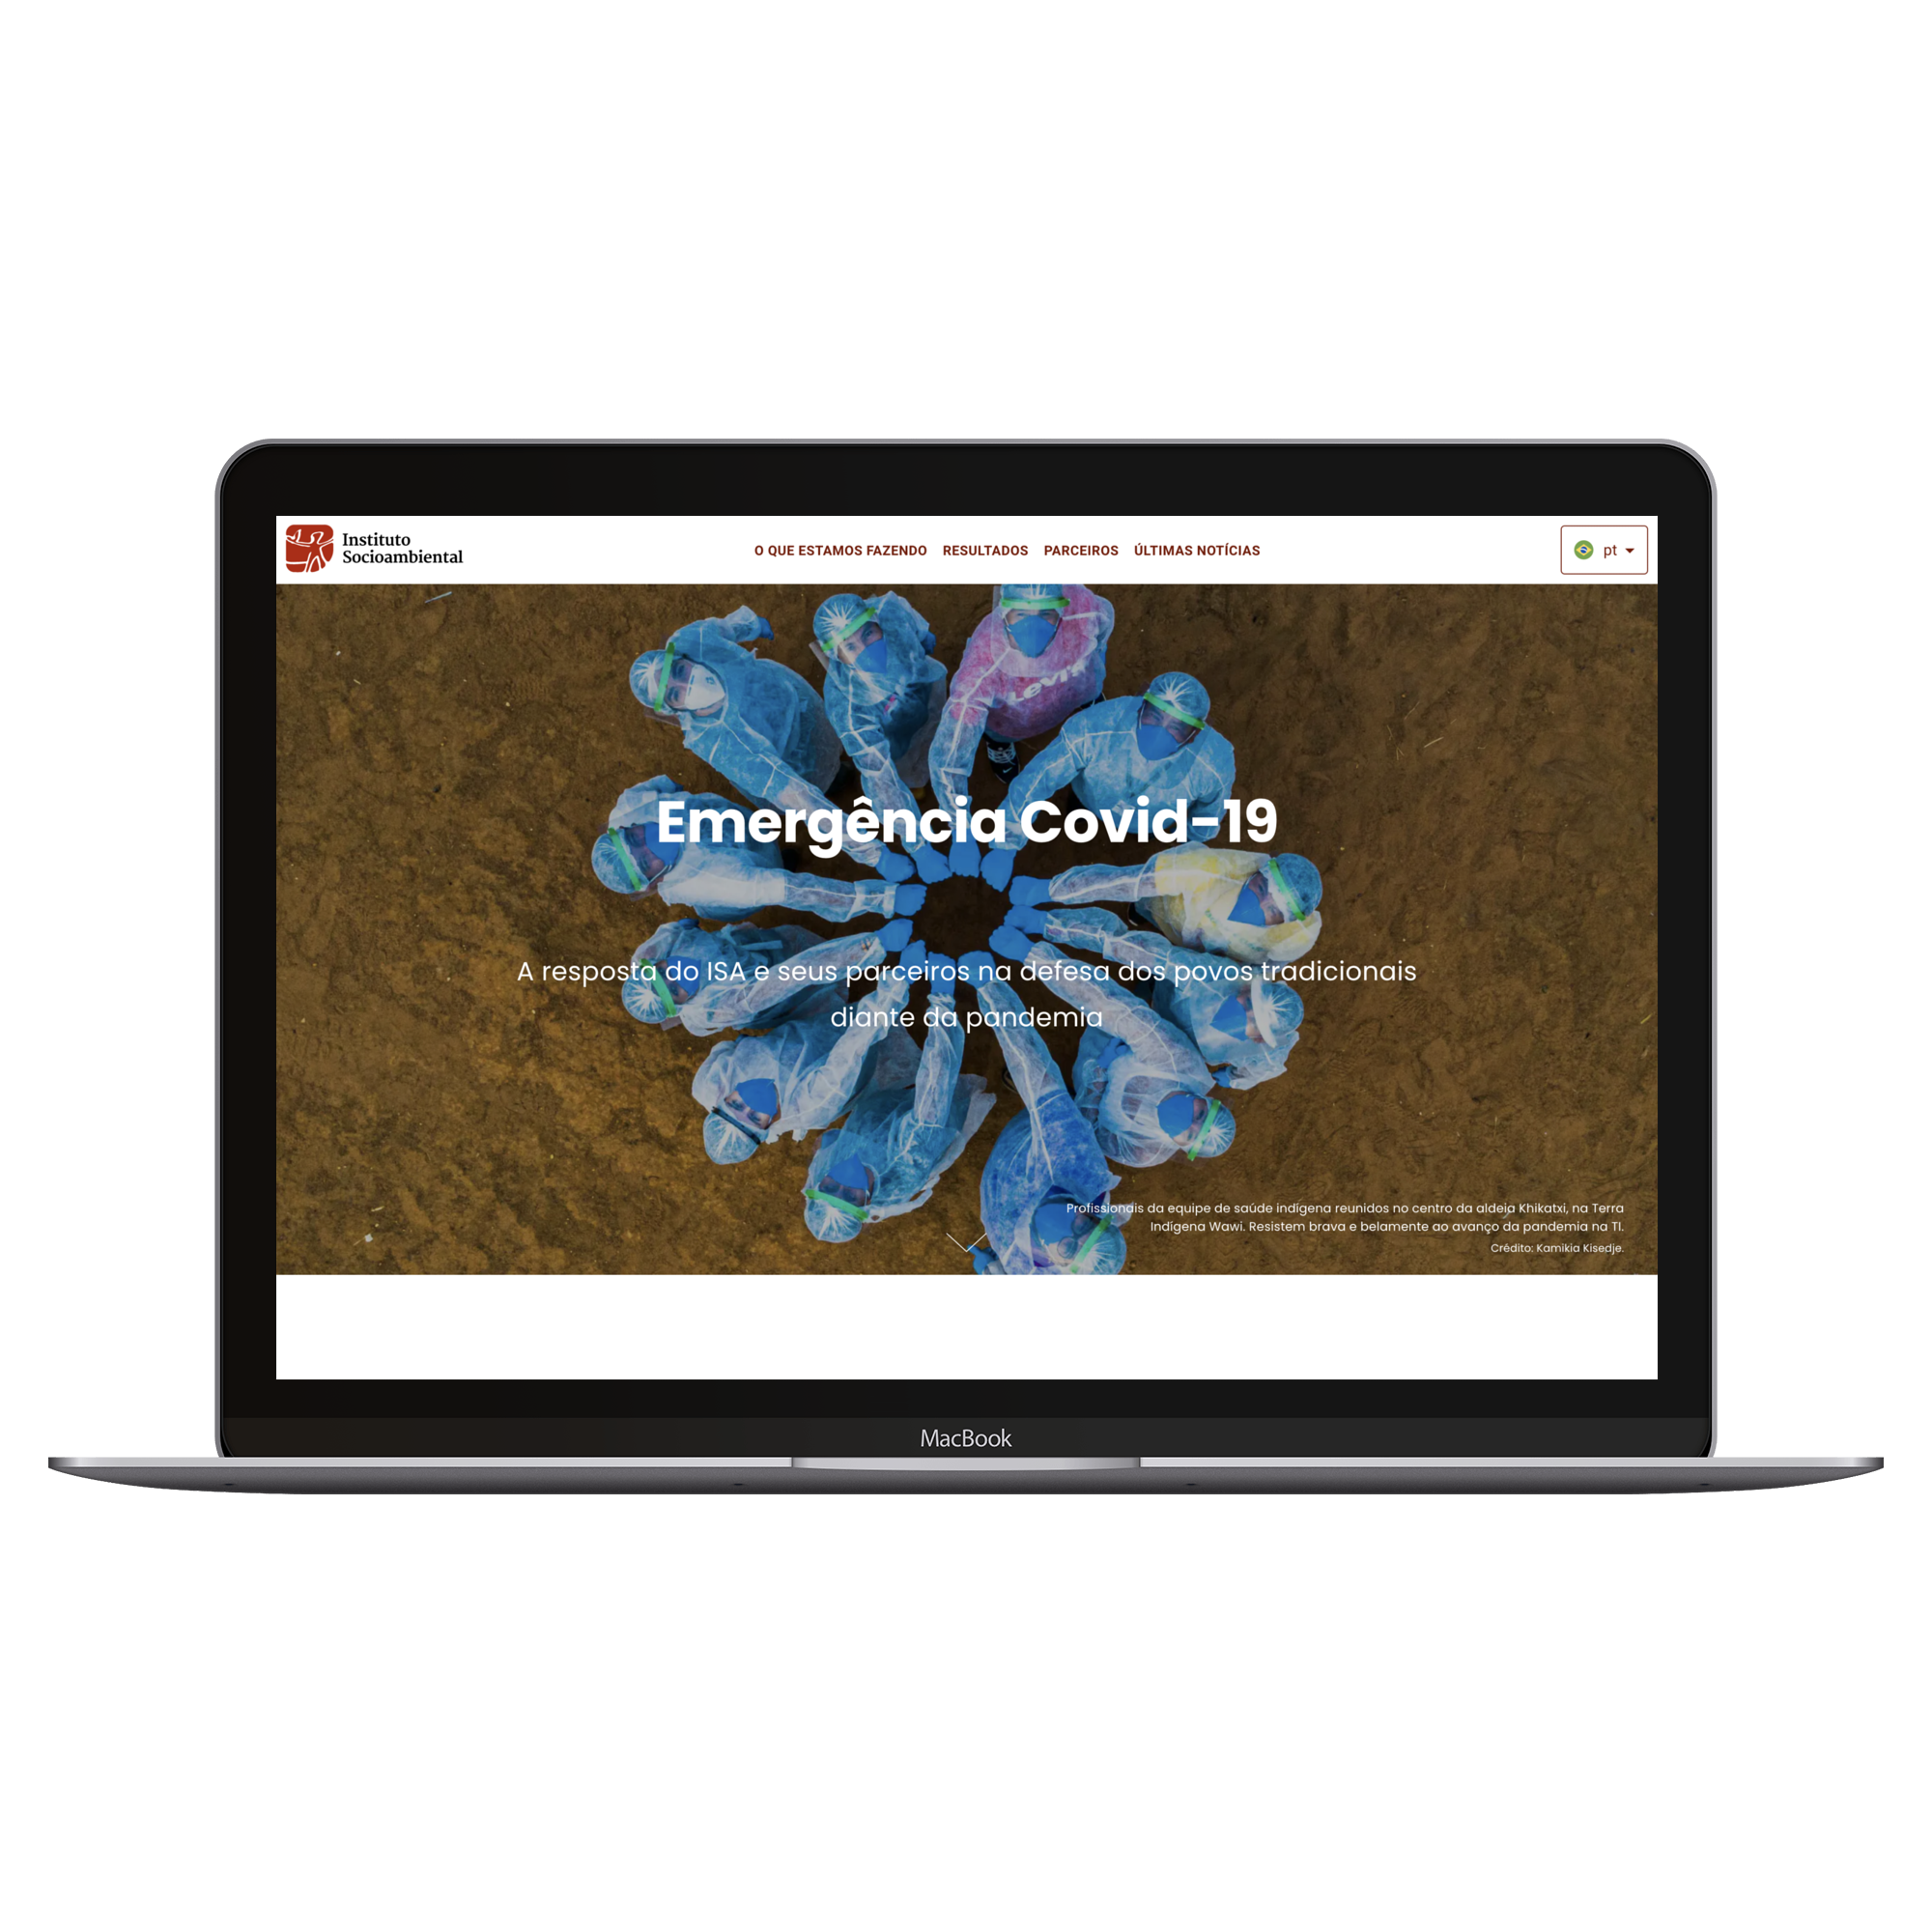 Instituto
Socioambiental
O QUE ESTAMOS FAZENDO RESULTADOS PARCEIROS ÚLTIMAS NOTÍCIAS
pt
Levi's
Emergência Covid-19
A resposta do ISA e seus parceiros na defesa dos povos tradicionais
diante da pandemia
Profissionais da equipe de saúde indígena reunidos no centro da aldeia Khikatxi, na Terra
Indígena Wawi. Resistem brava e belamente ao avanço da pandemia na TI.
Crédito: Kamikia Kisedje.
MacBook